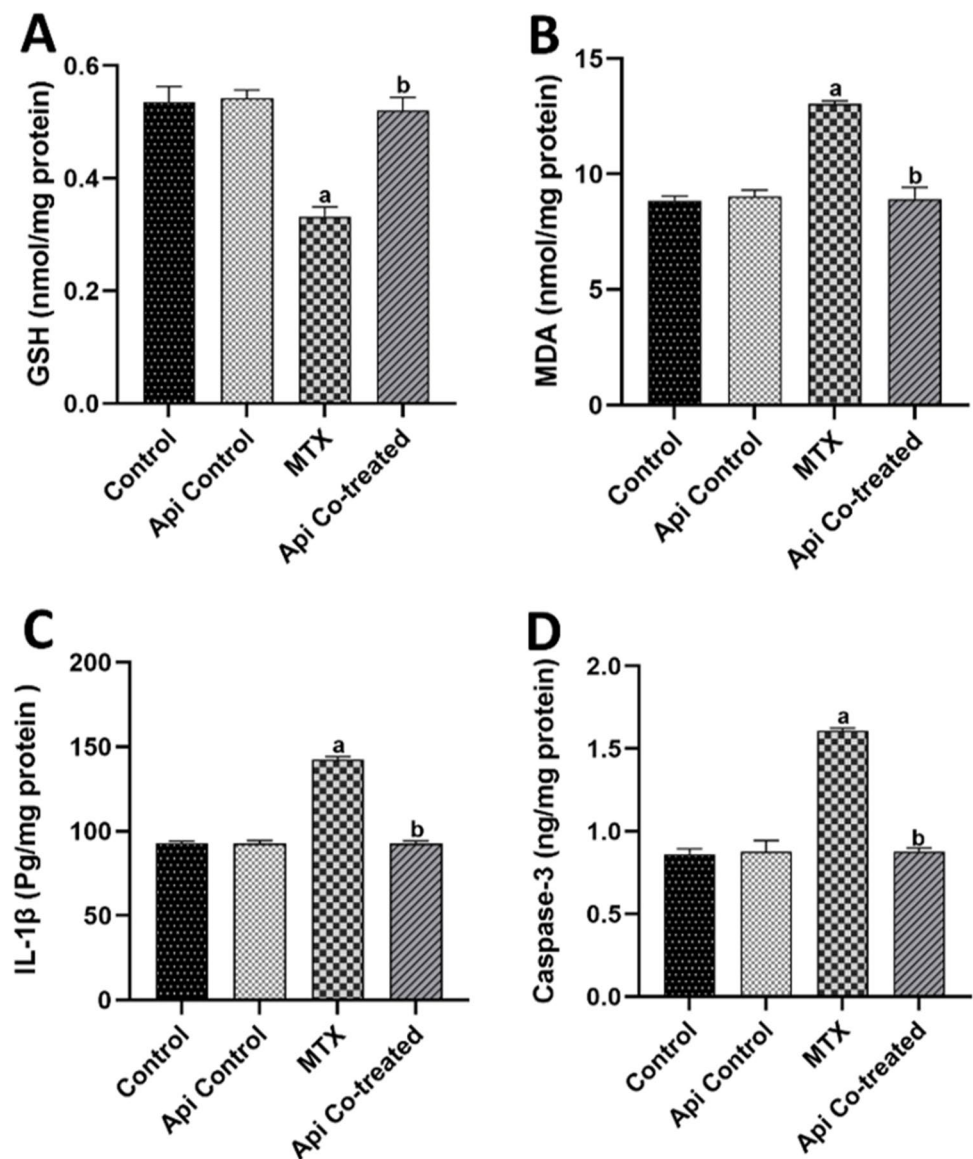 A
GSH (nmol/mg protein)
0.6
0.4
0.2
0.0
a
b
Control
Api Control
MTX
Api Co-treated
B
MDA (nmol/mg protein)
15
10
5
0
a
b
Control
Api Control
MTX
Api Co-treated
C
IL-1β (Pg/mg protein )
200
150
100
50
0
a
b
Control
Api Control
MTX
Api Co-treated
D
Caspase-3 (ng/mg protein)
2.0
1.5
1.0
0.5
0.0
a
b
Control
Api Control
MTX
Api Co-treated